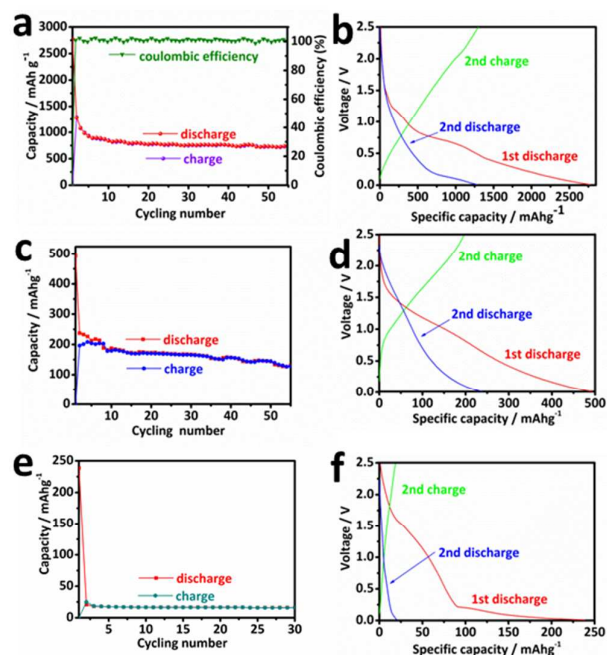 a
3000
2500
2000
1500
1000
500
0
Capacity / mAh g⁻¹
coulombic efficiency
discharge
charge
100
80
60
40
20
0
Coulombic efficiency (%)
10 20 30 40 50
Cycling number
b
2.5
2.0
1.5
1.0
0.5
0.0
Voltage / V
2nd charge
2nd discharge
1st discharge
0 500 1000 1500 2000 2500
Specific capacity / mAhg⁻¹
c
500
400
300
200
100
0
Capacity / mAhg⁻¹
discharge
charge
10 20 30 40 50
Cycling number
d
2.5
2.0
1.5
1.0
0.5
0.0
Voltage / V
2nd charge
2nd discharge
1st discharge
0 100 200 300 400 500
Specific capacity / mAhg⁻¹
e
250
200
150
100
50
0
Capacity / mAhg⁻¹
discharge
charge
5 10 15 20 25 30
Cycling number
f
2.5
2.0
1.5
1.0
0.5
0.0
Voltage / V
2nd charge
2nd discharge
1st discharge
0 50 100 150 200 250
Specific capacity / mAhg⁻¹